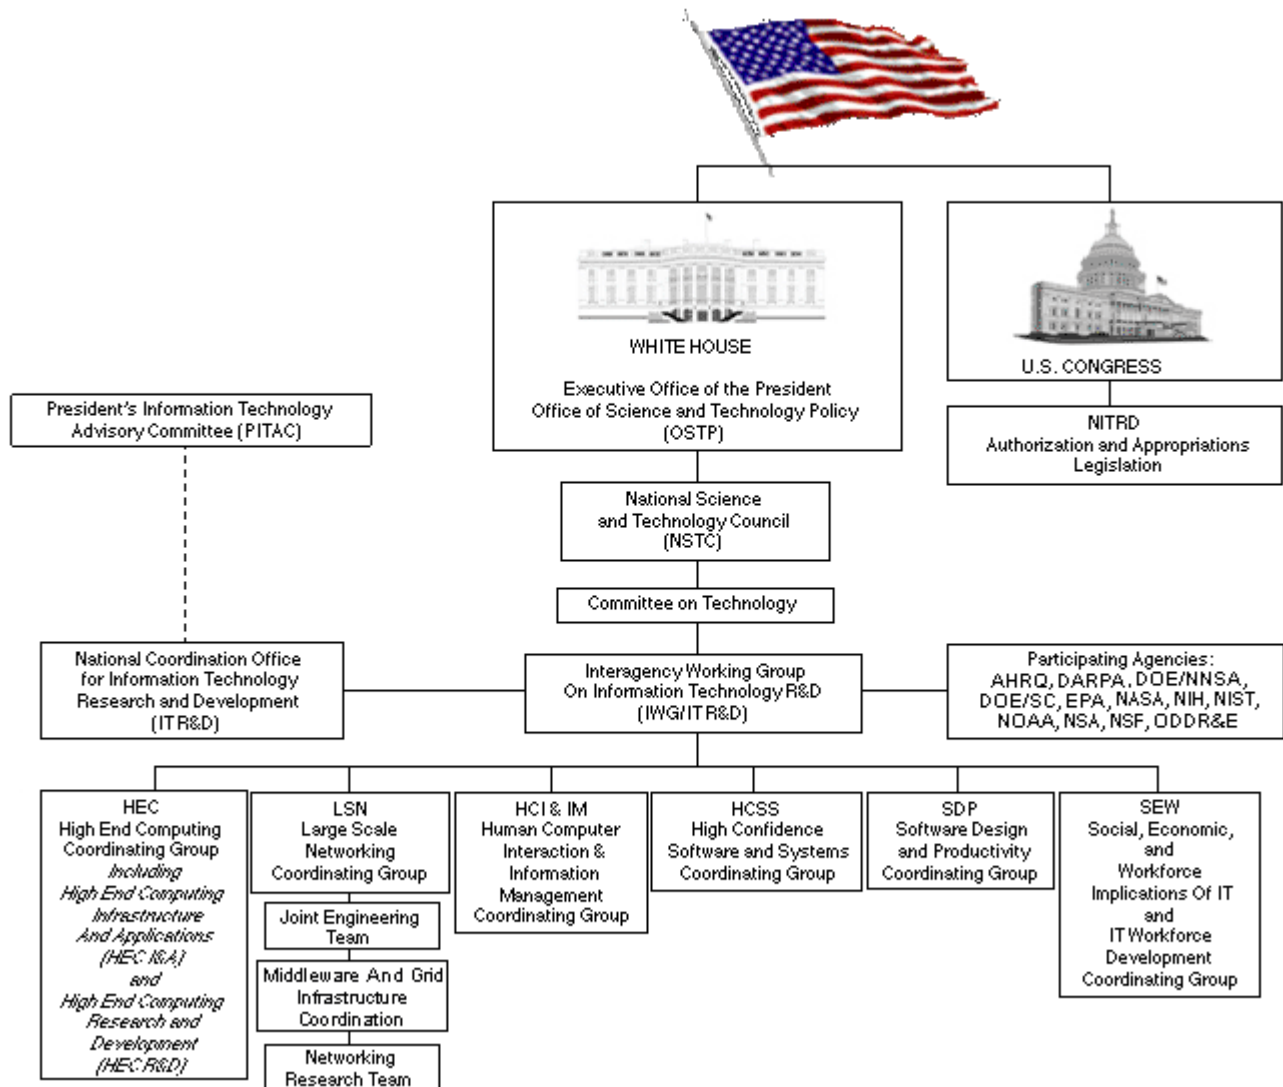 WHITE HOUSE
Executive Office of the President
Office of Science and Technology Policy
(OSTP)
U.S. CONGRESS
NITRD
Authorization and Appropriations
Legislation
President's Information Technology
Advisory Committee (PITAC)
National Science
and Technology Council
(NSTC)
Committee on Technology
National Coordination Office
for Information Technology
Research and Development
(ITR&D)
Interagency Working Group
On Information Technology R&D
(IWG/ITR&D)
Participating Agencies:
AHRQ, DARPA, DOE/NNSA,
DOE/SC, EPA, NASA, NIH, NIST,
NOAA, NSA, NSF, ODDR&E
HEC
High End Computing
Coordinating Group
Including
High End Computing
Infrastructure
And Applications
(HEC I&A)
and
High End Computing
Research and
Development
(HEC R&D)
LSN
Large Scale
Networking
Coordinating Group
Joint Engineering
Team
Middleware And Grid
Infrastructure
Coordination
Networking
Research Team
HCI & IM
Human Computer
Interaction &
Information
Management
Coordinating Group
HCSS
High Confidence
Software and Systems
Coordinating Group
SDP
Software Design
and Productivity
Coordinating Group
SEW
Social, Economic,
and
Workforce
Implications Of IT
and
IT Workforce
Development
Coordinating Group